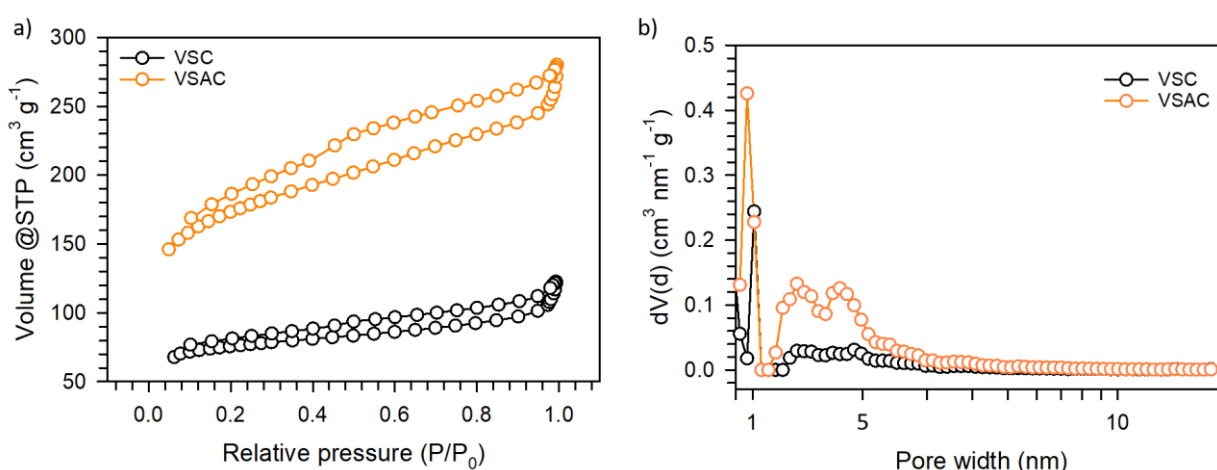 a)
Volume @STP (cm³ g⁻¹)
300
250
200
150
100
50
VSC
VSAC
0.0
0.2
0.4
0.6
0.8
1.0
Relative pressure (P/P₀)
b)
dV(d) (cm³ nm⁻¹ g⁻¹)
0.5
0.4
0.3
0.2
0.1
0.0
VSC
VSAC
1
5
10
Pore width (nm)